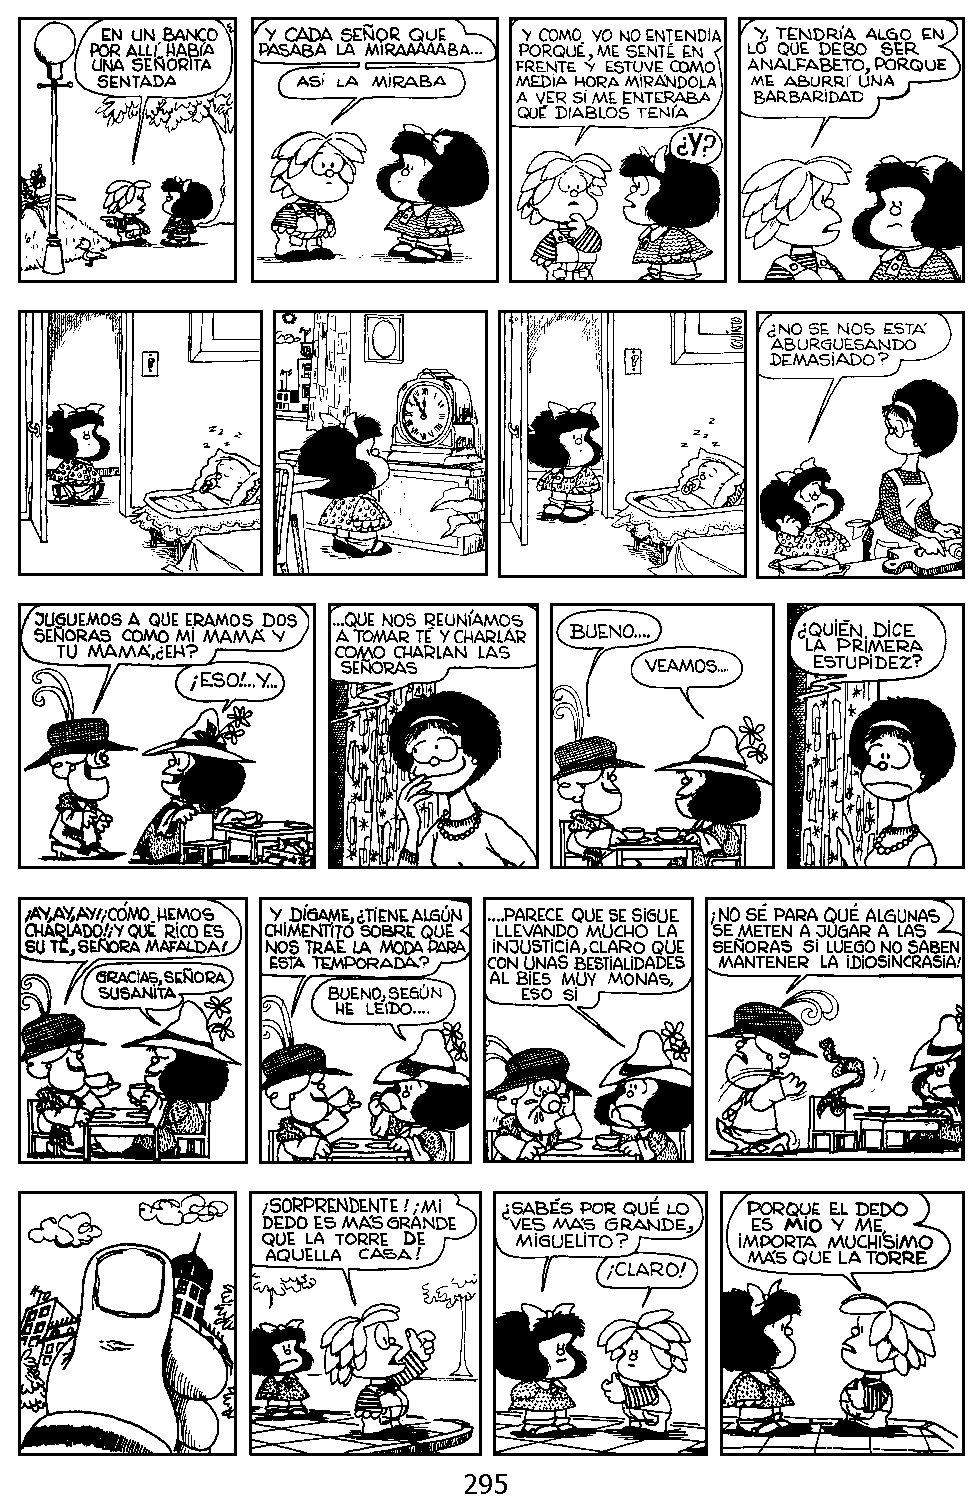 EN UN BANCO
POR ALLÍ, HABÍA
UNA SEÑORITA
SENTADA
Y CADA SEÑOR QUE
PASABA LA MIRAAAAABA...
ASÍ LA MIRABA
Y COMO YO NO ENTENDÍA
PORQUÉ, ME SENTÉ EN
FRENTE Y ESTUVE COMO
MEDIA HORA MIRÁNDOLA
A VER SI ME ENTERABA
QUÉ DIABLOS TENÍA
¿Y?
Y, TENDRÍA ALGO EN
LO QUE DEBO SER
ANALFABETO, PORQUE
ME ABURRÍ UNA
BARBARIDAD
z z z z
z z z z
QUINO
¿NO SE NOS ESTÁ
ABURGUESANDO
DEMASIADO?
JUGUEMOS A QUE ERAMOS DOS
SEÑORAS COMO MI MAMÁ Y
TU MAMÁ, ¿EH?
¡ESO!...Y...
...QUE NOS REUNÍAMOS
A TOMAR TÉ Y CHARLAR
COMO CHARLAN LAS
SEÑORAS
BUENO....
VEAMOS....
¿QUIÉN DICE
LA PRIMERA
ESTUPIDEZ?
¡AY, AY, AY! ¡CÓMO HEMOS
CHARLADO! ¡Y QUE RICO ES
SU TÉ, SEÑORA MAFALDA!
GRACIAS, SEÑORA
SUSANITA
Y DÍGAME, ¿TIENE ALGÚN
CHIMENTITO SOBRE QUÉ
NOS TRAE LA MODA PARA
ESTA TEMPORADA?
BUENO, SEGÚN
HE LEÍDO....
....PARECE QUE SE SIGUE
LLEVANDO MUCHO LA
INJUSTICIA, CLARO QUE
CON UNAS BESTIALIDADES
AL BIES MUY MONAS,
ESO SÍ
¡NO SÉ PARA QUÉ ALGUNAS
SE METEN A JUGAR A LAS
SEÑORAS SI LUEGO NO SABEN
MANTENER LA IDIOSINCRASIA!
¡SORPRENDENTE! ¡MI
DEDO ES MÁS GRANDE
QUE LA TORRE DE
AQUELLA CASA!
¿SABÉS POR QUÉ LO
VES MÁS GRANDE,
MIGUELITO?
¡CLARO!
PORQUE EL DEDO
ES MÍO Y ME
IMPORTA MUCHÍSIMO
MÁS QUE LA TORRE
295